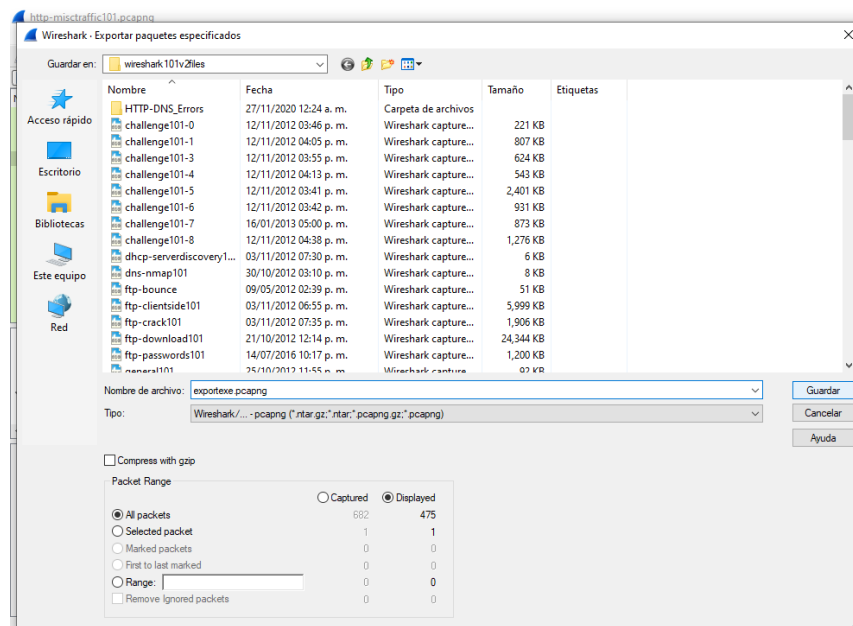 http-misctraffic101.pcapng
Wireshark · Exportar paquetes especificados
Guardar en: wireshark101v2files
Nombre Fecha Tipo Tamaño Etiquetas
HTTP-DNS_Errors 27/11/2020 12:24 a. m. Carpeta de archivos
challenge101-0 12/11/2012 03:46 p. m. Wireshark capture... 221 KB
challenge101-1 12/11/2012 04:05 p. m. Wireshark capture... 807 KB
challenge101-3 12/11/2012 03:55 p. m. Wireshark capture... 624 KB
challenge101-4 12/11/2012 04:13 p. m. Wireshark capture... 543 KB
challenge101-5 12/11/2012 03:41 p. m. Wireshark capture... 2,401 KB
challenge101-6 12/11/2012 03:42 p. m. Wireshark capture... 931 KB
challenge101-7 16/01/2013 05:00 p. m. Wireshark capture... 873 KB
challenge101-8 12/11/2012 04:38 p. m. Wireshark capture... 1,276 KB
dhcp-serverdiscovery1... 03/11/2012 07:30 p. m. Wireshark capture... 6 KB
dns-nmap101 30/10/2012 03:10 p. m. Wireshark capture... 8 KB
ftp-bounce 09/05/2012 02:39 p. m. Wireshark capture... 51 KB
ftp-clientside101 03/11/2012 06:55 p. m. Wireshark capture... 5,999 KB
ftp-crack101 03/11/2012 07:35 p. m. Wireshark capture... 1,906 KB
ftp-download101 21/10/2012 12:14 p. m. Wireshark capture... 24,344 KB
ftp-passwords101 14/07/2016 10:17 p. m. Wireshark capture... 1,200 KB
general101 25/10/2012 11:55 p. m. Wireshark capture... 92 KB
Acceso rápido
Escritorio
Bibliotecas
Este equipo
Red
Nombre de archivo: exportexe.pcapng Guardar
Tipo: Wireshark/... - pcapng (*.ntar.gz;*.ntar;*.pcapng.gz;*.pcapng) Cancelar
Ayuda
Compress with gzip
Packet Range
Captured Displayed
All packets 682 475
Selected packet 1 1
Marked packets 0 0
First to last marked 0 0
Range: 0 0
Remove Ignored packets 0 0